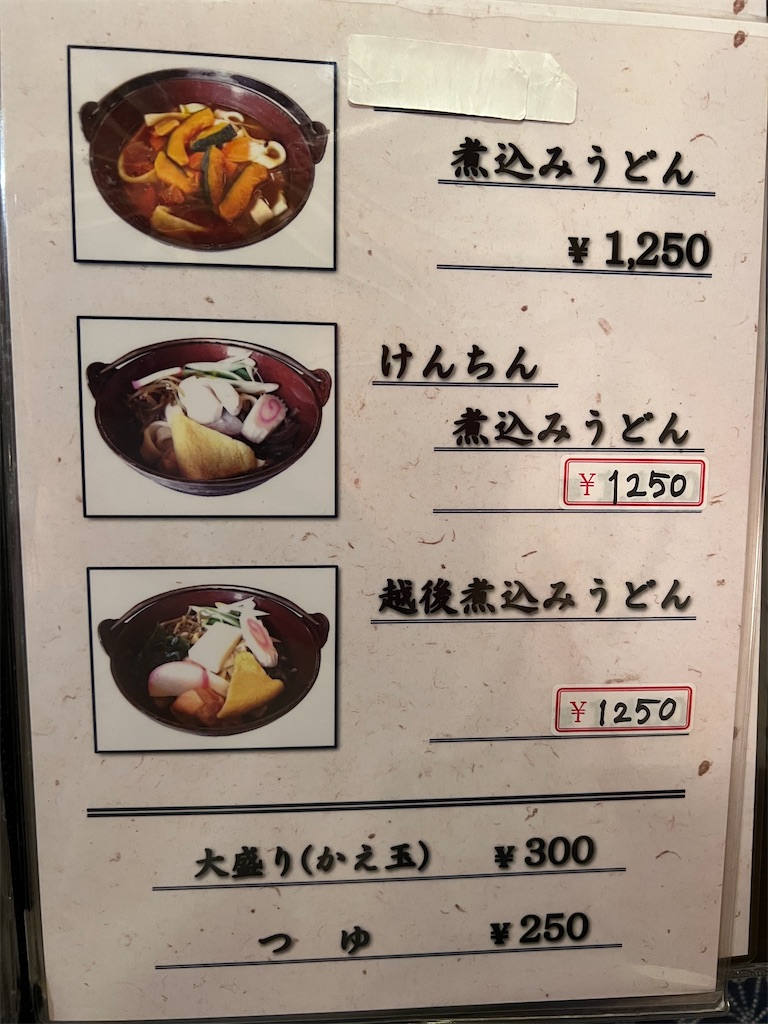 煮込みうどん
¥ 1,250
けんちん
煮込みうどん
¥ 1250
越後煮込みうどん
¥ 1250
大盛り(かえ玉) ¥ 300
つゆ ¥ 250